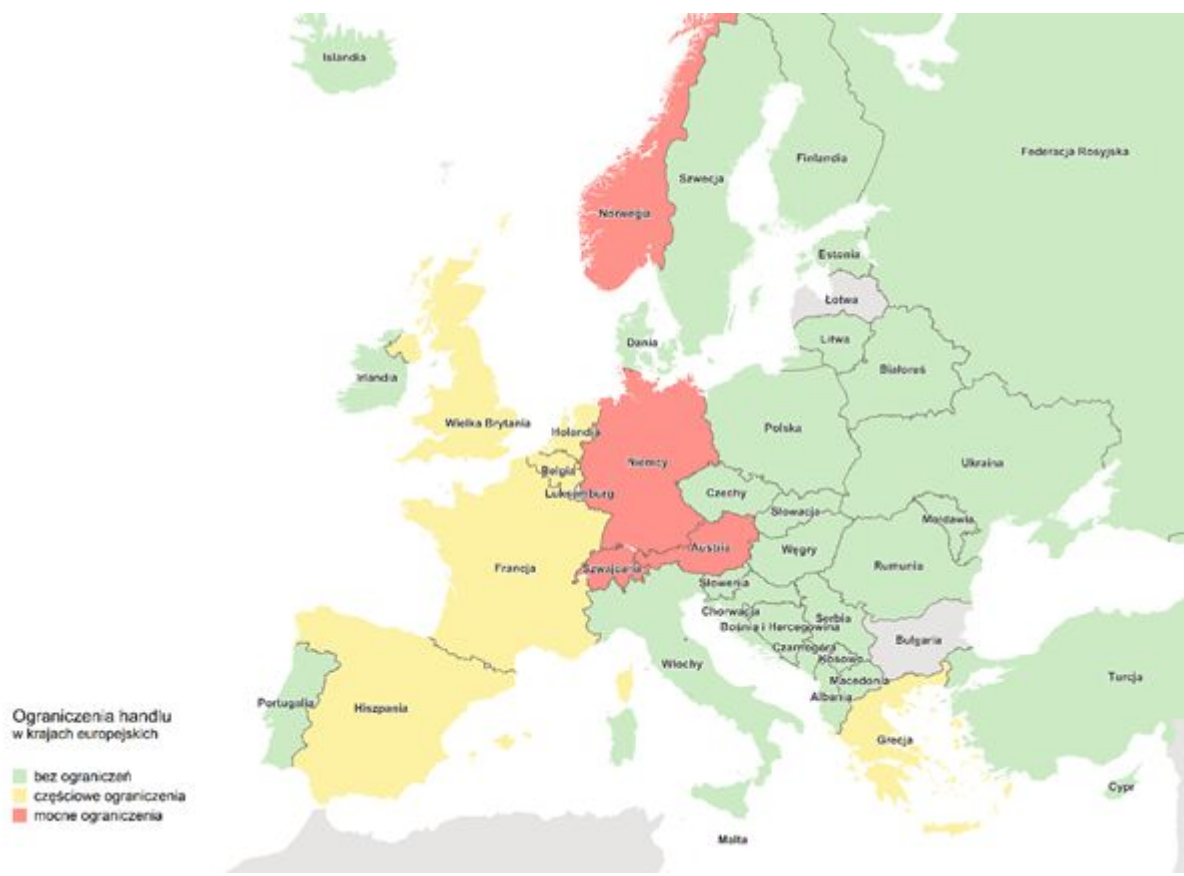 Islandia
Federacja Rosyjska
Finlandia
Szwecja
Norwegia
Estonia
Łotwa
Dania
Litwa
Białoruś
Irlandia
Wielka Brytania
Holandia
Polska
Niemcy
Belgia
Ukraina
Luksemburg
Czechy
Słowacja
Mołdawia
Austria
Węgry
Francja
Szwajcaria
Rumunia
Słowenia
Chorwacja
Serbia
Bośnia i Hercegowina
Bułgaria
Czarnogóra
Kosowo
Włochy
Macedonia
Turcja
Albania
Portugalia
Hiszpania
Grecja
Cypr
Malta
Ograniczenia handlu
w krajach europejskich
bez ograniczeń
częściowe ograniczenia
mocne ograniczenia